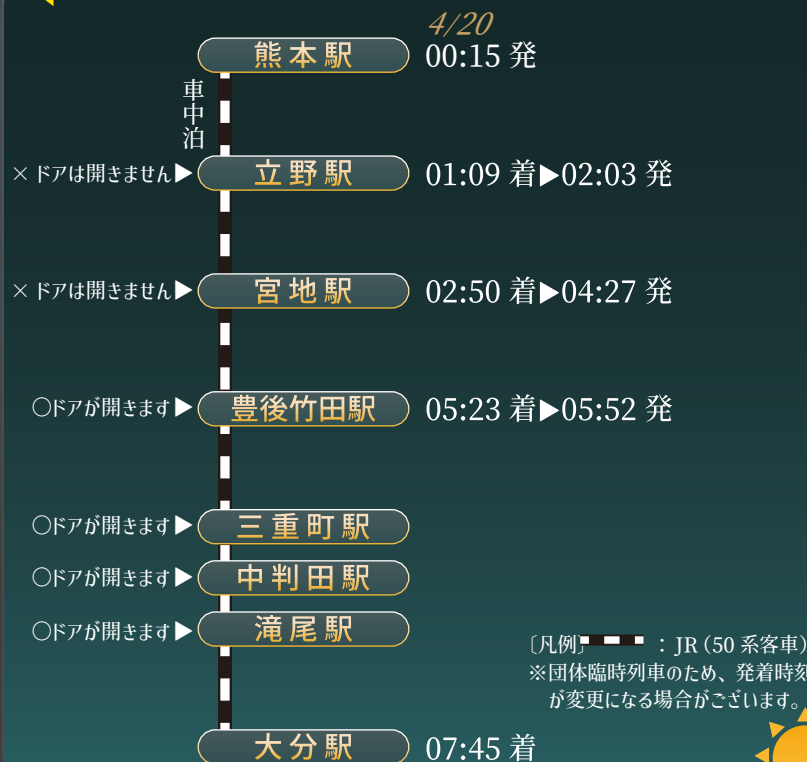 4/20
熊本駅 00:15 発
車中泊
× ドアは開きません▶ 立野駅 01:09 着▶02:03 発
× ドアは開きません▶ 宮地駅 02:50 着▶04:27 発
〇ドアが開きます▶ 豊後竹田駅 05:23 着▶05:52 発
〇ドアが開きます▶ 三重町駅
〇ドアが開きます▶ 中判田駅
〇ドアが開きます▶ 滝尾駅
〔凡例〕 ：JR（50 系客車）
※団体臨時列車のため、発着時刻
が変更になる場合がございます。
大分駅 07:45 着